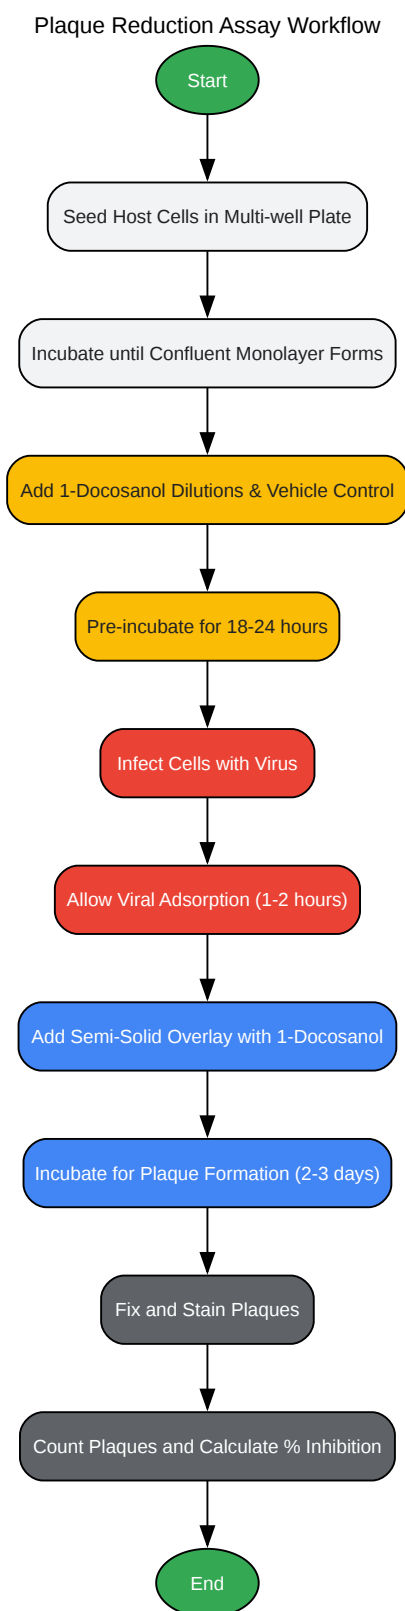 Plaque Reduction Assay Workflow
Start
Seed Host Cells in Multi-well Plate
Incubate until Confluent Monolayer Forms
Add 1-Docosanol Dilutions & Vehicle Control
Pre-incubate for 18-24 hours
Infect Cells with Virus
Allow Viral Adsorption (1-2 hours)
Add Semi-Solid Overlay with 1-Docosanol
Incubate for Plaque Formation (2-3 days)
Fix and Stain Plaques
Count Plaques and Calculate % Inhibition
End